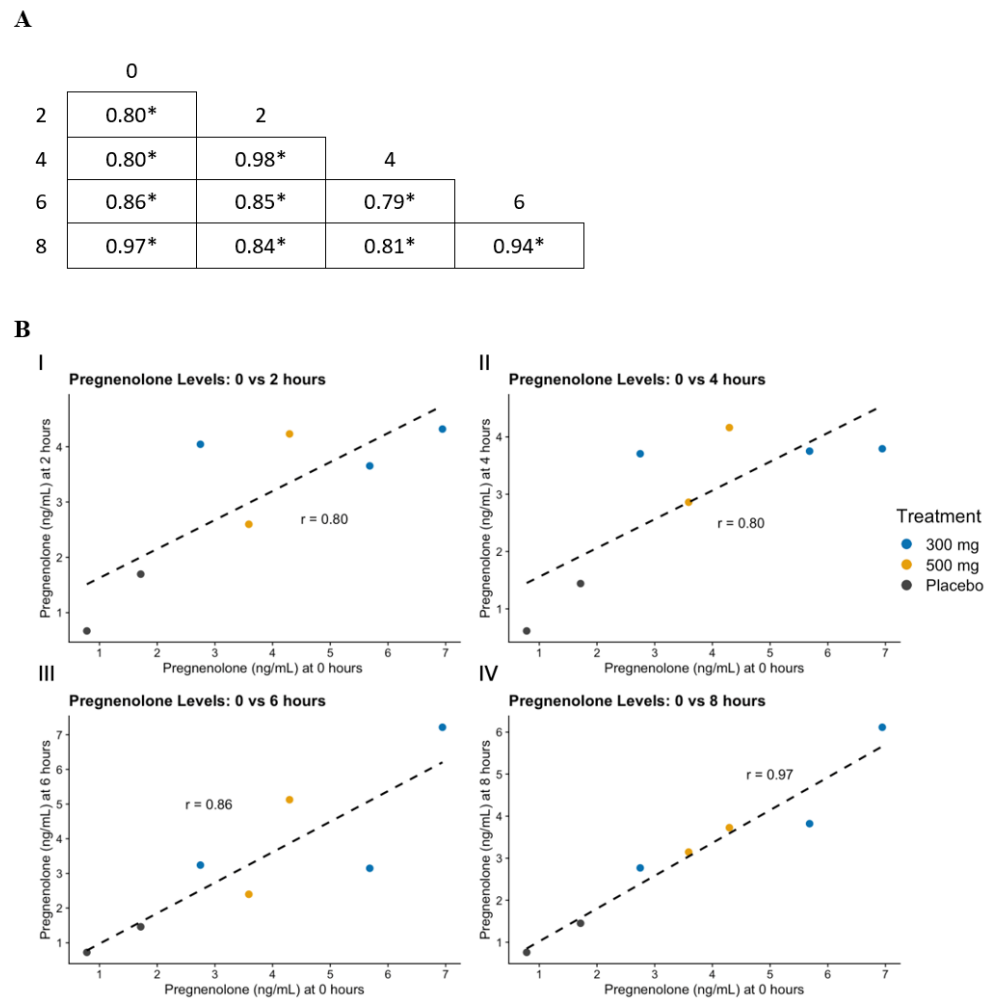 A
0
2 0.80* 2
4 0.80* 0.98* 4
6 0.86* 0.85* 0.79* 6
8 0.97* 0.84* 0.81* 0.94*
B
I
Pregnenolone Levels: 0 vs 2 hours
Pregnenolone (ng/mL) at 2 hours
4
3
2
1
r = 0.80
1 2 3 4 5 6 7
Pregnenolone (ng/mL) at 0 hours
II
Pregnenolone Levels: 0 vs 4 hours
Pregnenolone (ng/mL) at 4 hours
4
3
2
1
r = 0.80
1 2 3 4 5 6 7
Pregnenolone (ng/mL) at 0 hours
Treatment
300 mg
500 mg
Placebo
III
Pregnenolone Levels: 0 vs 6 hours
Pregnenolone (ng/mL) at 6 hours
7
6
5
4
3
2
1
r = 0.86
1 2 3 4 5 6 7
Pregnenolone (ng/mL) at 0 hours
IV
Pregnenolone Levels: 0 vs 8 hours
Pregnenolone (ng/mL) at 8 hours
6
5
4
3
2
1
r = 0.97
1 2 3 4 5 6 7
Pregnenolone (ng/mL) at 0 hours